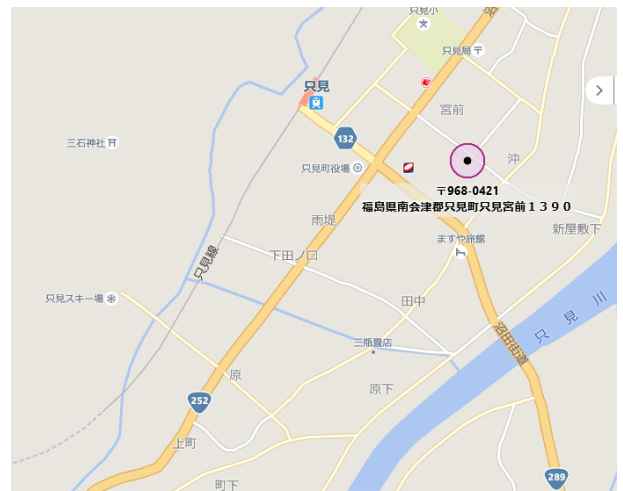 只見小
沼
只見局〒
只見
宮前
132
三石神社
沖
只見町役場
〒968-0421
福島県南会津郡只見町只見宮前１３９０
雨堤
新屋敷下
ますや旅館
下田ノ口
只見線
只見川
只見スキー場
田中
沼田街道
三瓶畳店
原
原下
252
上町
289
町下